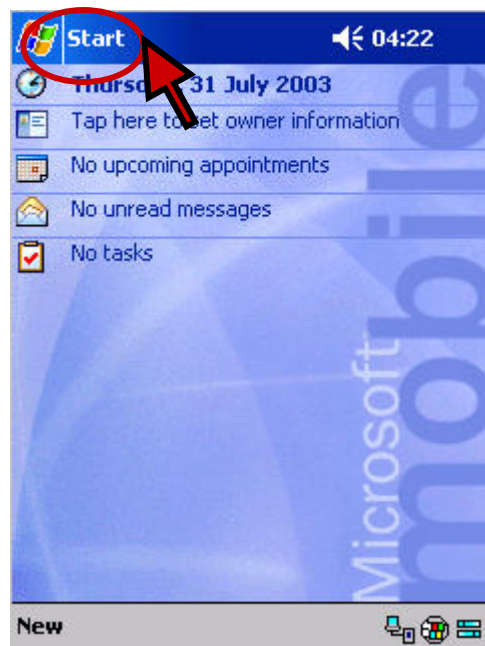 Start 04:22
31 July 2003
Tap here to set owner information
No upcoming appointments
No unread messages
No tasks
Microsoft
mobile
New